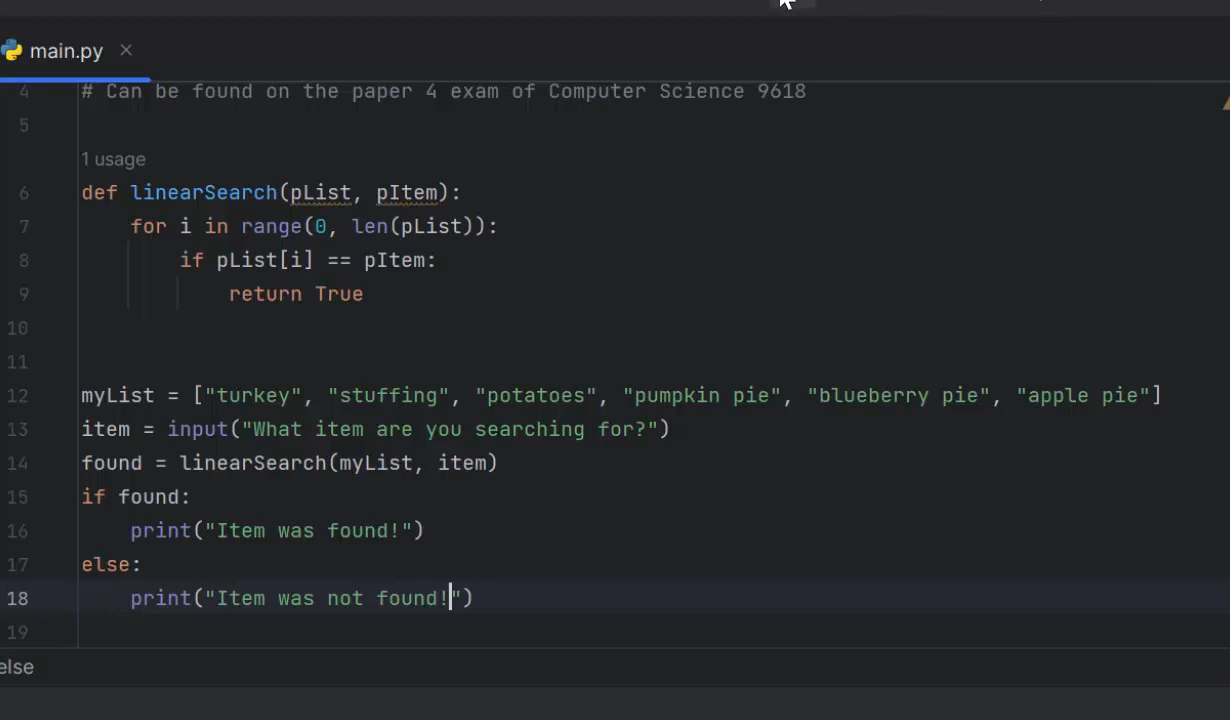 main.py ×
4 # Can be found on the paper 4 exam of Computer Science 9618
5
1 usage
6 def linearSearch(pList, pItem):
7     for i in range(0, len(pList)):
8         if pList[i] == pItem:
9             return True
10
11
12 myList = ["turkey", "stuffing", "potatoes", "pumpkin pie", "blueberry pie", "apple pie"]
13 item = input("What item are you searching for?")
14 found = linearSearch(myList, item)
15 if found:
16     print("Item was found!")
17 else:
18     print("Item was not found!")
19
else